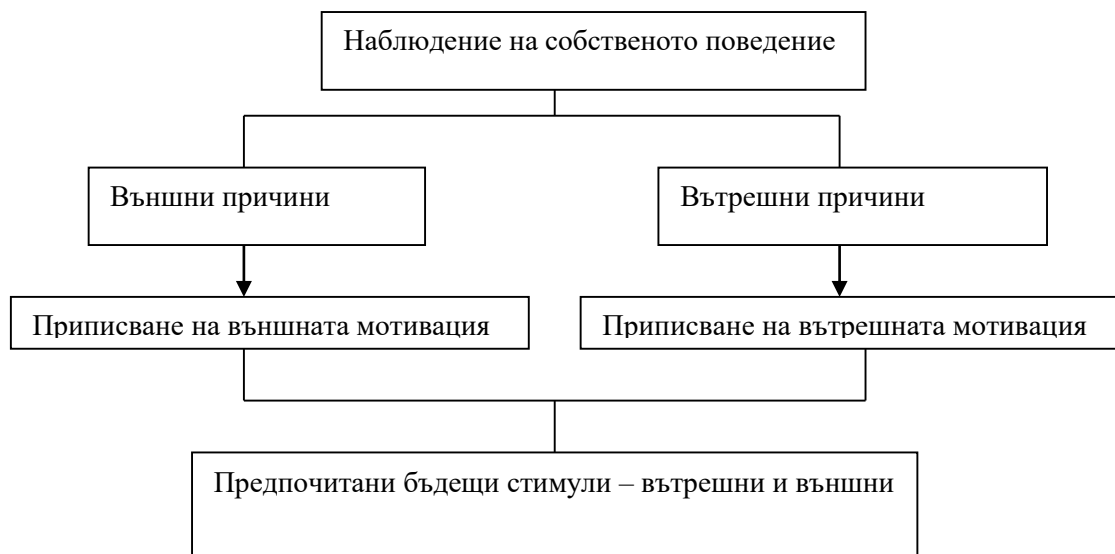 Наблюдение на собственото поведение
Външни причини
Вътрешни причини
Приписване на външната мотивация
Приписване на вътрешната мотивация
Предпочитани бъдещи стимули – вътрешни и външни